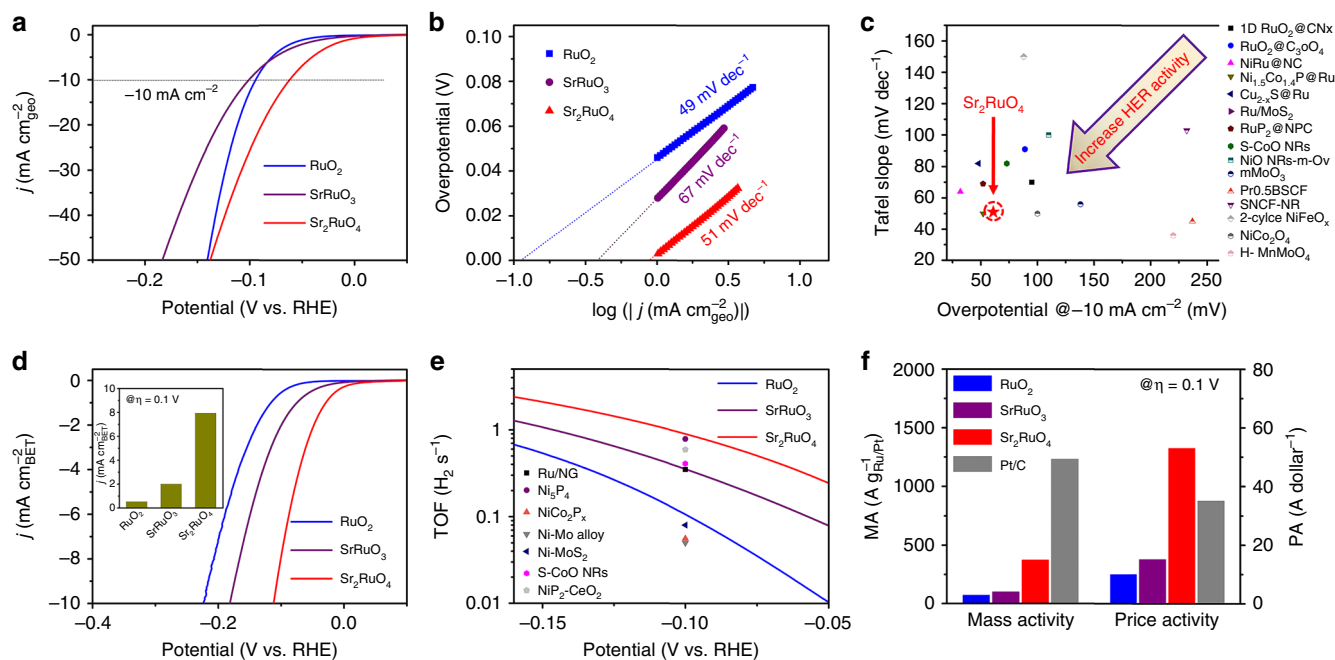 a
0
−10
−20
−30
−40
−50
j (mA cm⁻²geo)
−10 mA cm⁻²
RuO₂
SrRuO₃
Sr₂RuO₄
−0.2
−0.1
0.0
Potential (V vs. RHE)
b
0.10
0.08
0.06
0.04
0.02
0.00
Overpotential (V)
RuO₂
SrRuO₃
Sr₂RuO₄
49 mV dec⁻¹
67 mV dec⁻¹
51 mV dec⁻¹
−1.0
−0.5
0.0
0.5
1.0
log (| j (mA cm⁻²geo)|)
c
160
140
120
100
80
60
40
20
Tafel slope (mV dec⁻¹)
Sr₂RuO₄
Increase HER activity
50
100
150
200
250
Overpotential @−10 mA cm⁻² (mV)
1D RuO₂@CNx
RuO₂@C₃oO₄
NiRu@NC
Ni₁.₅Co₁.₄P@Ru
Cu₂₋ₓS@Ru
Ru/MoS₂
RuP₂@NPC
S-CoO NRs
NiO NRs-m-Ov
mMoO₃
Pr0.5BSCF
SNCF-NR
2-cylce NiFeOₓ
NiCo₂O₄
H- MnMoO₄
d
0
−2
−4
−6
−8
−10
j (mA cm⁻²BET)
10
8
6
4
2
0
j (mA cm⁻²BET)
@η = 0.1 V
RuO₂
SrRuO₃
Sr₂RuO₄
RuO₂
SrRuO₃
Sr₂RuO₄
−0.4
−0.2
0.0
Potential (V vs. RHE)
e
1
0.1
0.01
TOF (H₂ s⁻¹)
RuO₂
SrRuO₃
Sr₂RuO₄
Ru/NG
Ni₅P₄
NiCo₂Pₓ
Ni-Mo alloy
Ni-MoS₂
S-CoO NRs
NiP₂-CeO₂
−0.15
−0.10
−0.05
Potential (V vs. RHE)
f
2000
1750
1500
1250
1000
750
500
250
0
MA (A g⁻¹Ru/Pt)
RuO₂
SrRuO₃
Sr₂RuO₄
Pt/C
@η = 0.1 V
80
60
40
20
0
PA (A dollar⁻¹)
Mass activity
Price activity